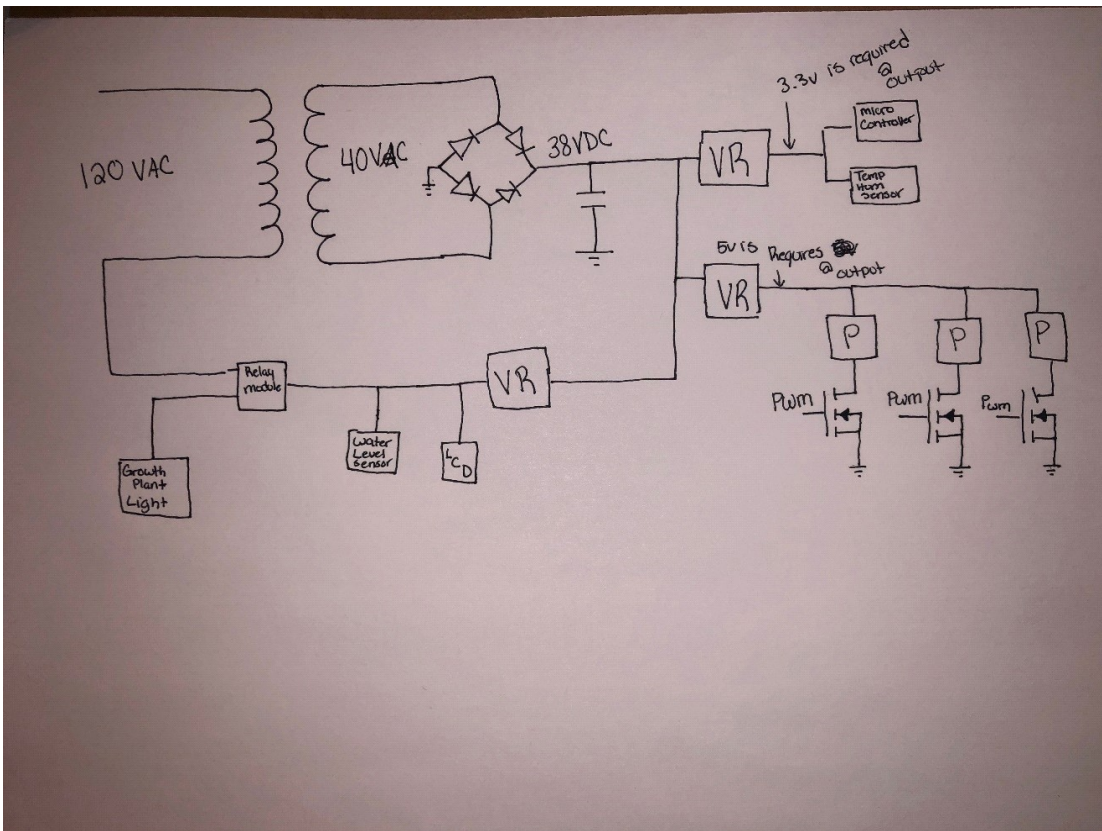 120 VAC
40VAC
38VDC
VR
3.3v is required
@
output
Micro
Controller
Temp
Hum
Sensor
5v is Requires
@ output
VR
P
P
P
Pwm
Pwm
Pwm
VR
Relay
module
Water
Level
Sensor
LCD
Growth
Plant
Light